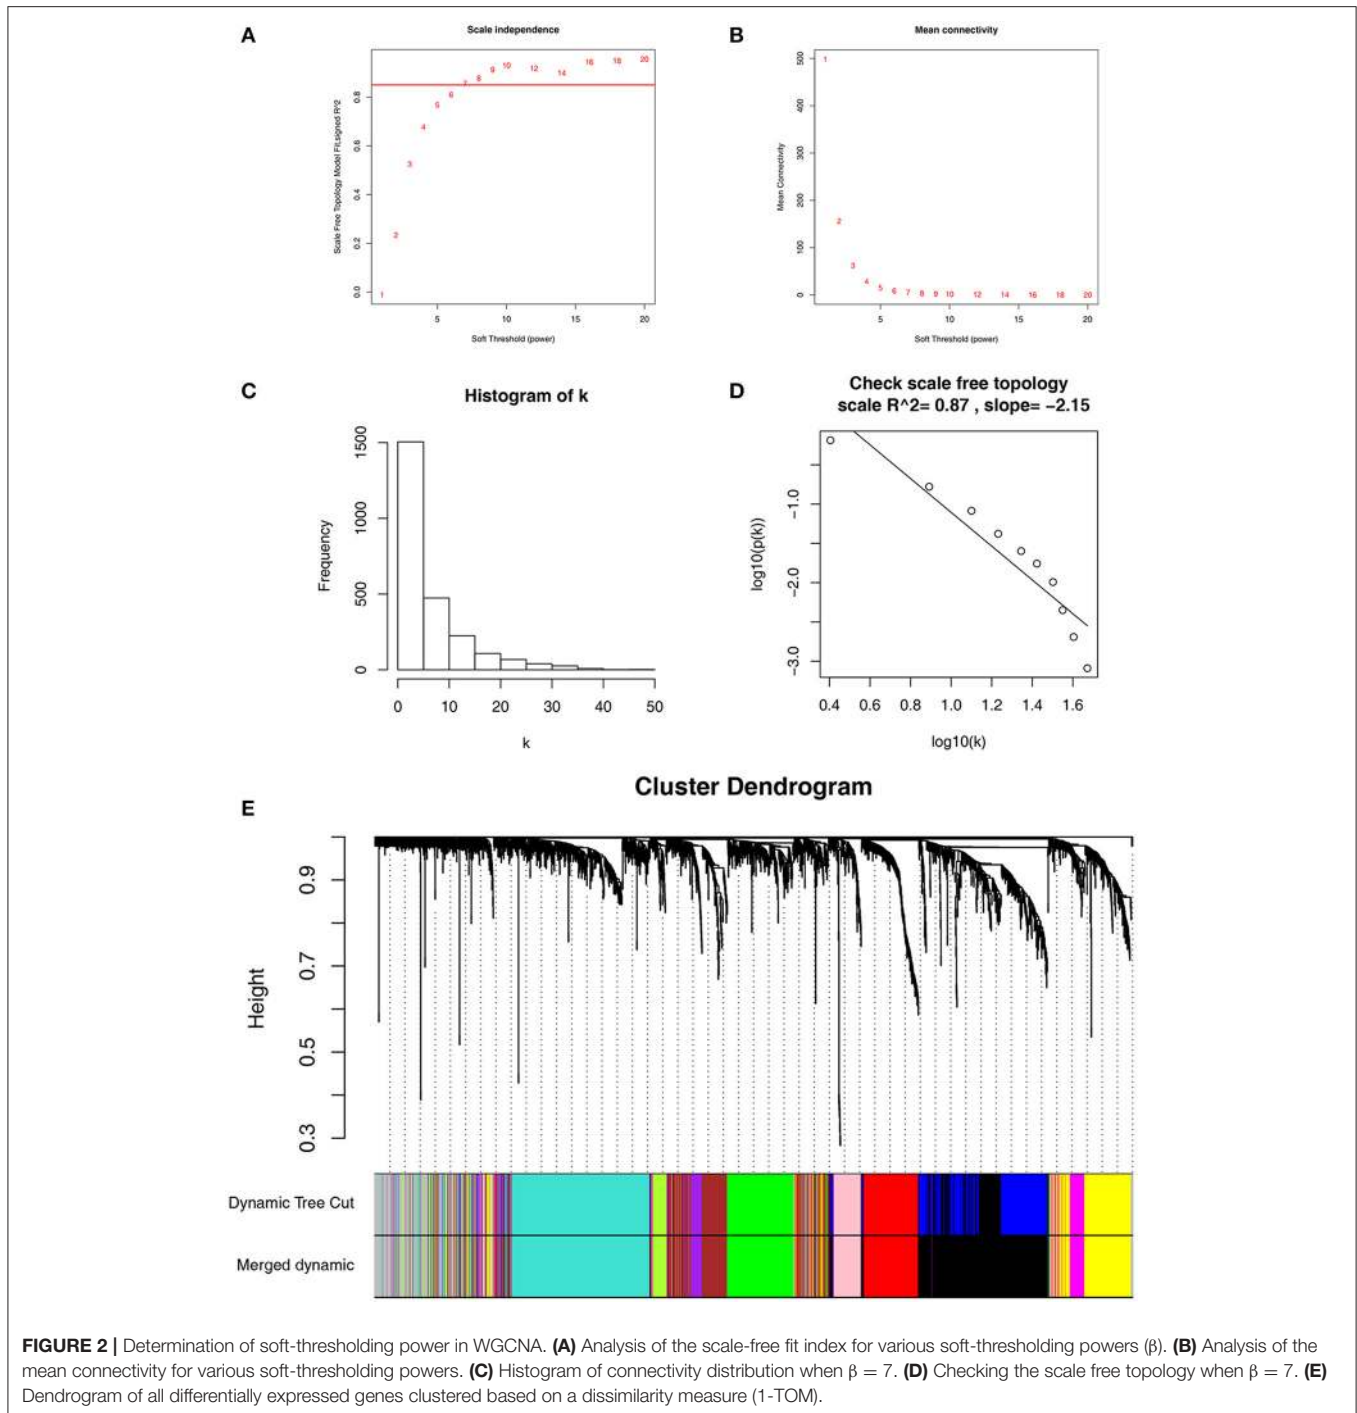 A
Scale independence
Scale Free Topology Model Fit,signed R^2
0.0 0.2 0.4 0.6 0.8
1 2 3 4 5 6 7 8 9 10 12 14 16 18 20
5 10 15 20
Soft Threshold (power)
B
Mean connectivity
Mean Connectivity
0 100 200 300 400 500
1 2 3 4 5 6 7 8 9 10 12 14 16 18 20
5 10 15 20
Soft Threshold (power)
C
Histogram of k
Frequency
0 500 1000 1500
0 10 20 30 40 50
k
D
Check scale free topology
scale R^2= 0.87 , slope= −2.15
log10(p(k))
−3.0 −2.0 −1.0
0.4 0.6 0.8 1.0 1.2 1.4 1.6
log10(k)
E
Cluster Dendrogram
Height
0.3 0.5 0.7 0.9
Dynamic Tree Cut
Merged dynamic
FIGURE 2 | Determination of soft-thresholding power in WGCNA. (A) Analysis of the scale-free fit index for various soft-thresholding powers (β). (B) Analysis of the
mean connectivity for various soft-thresholding powers. (C) Histogram of connectivity distribution when β = 7. (D) Checking the scale free topology when β = 7. (E)
Dendrogram of all differentially expressed genes clustered based on a dissimilarity measure (1-TOM).